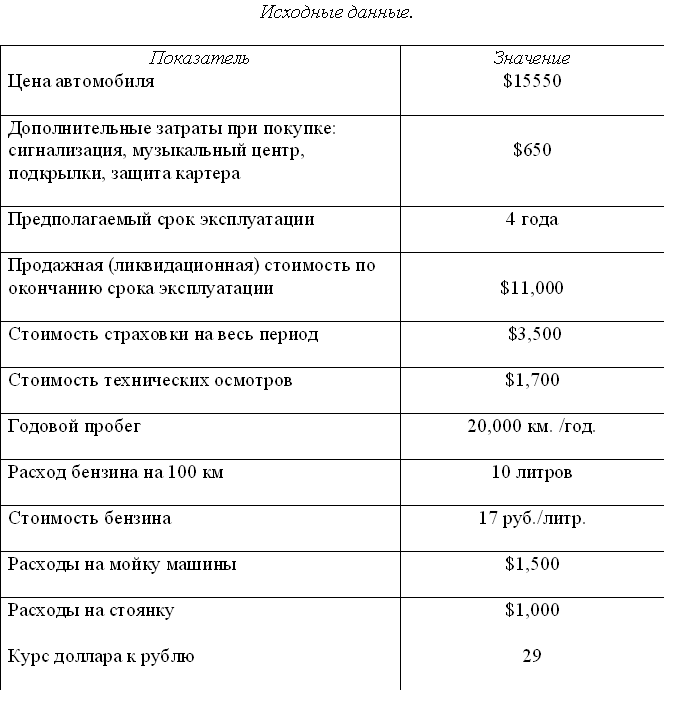 Исходные данные.
Показатель Значение
Цена автомобиля $15550
Дополнительные затраты при покупке:
сигнализация, музыкальный центр,
подкрылки, защита картера
$650
Предполагаемый срок эксплуатации 4 года
Продажная (ликвидационная) стоимость по
окончанию срока эксплуатации
$11,000
Стоимость страховки на весь период $3,500
Стоимость технических осмотров $1,700
Годовой пробег 20,000 км. /год.
Расход бензина на 100 км 10 литров
Стоимость бензина 17 руб./литр.
Расходы на мойку машины $1,500
Расходы на стоянку $1,000
Курс доллара к рублю 29